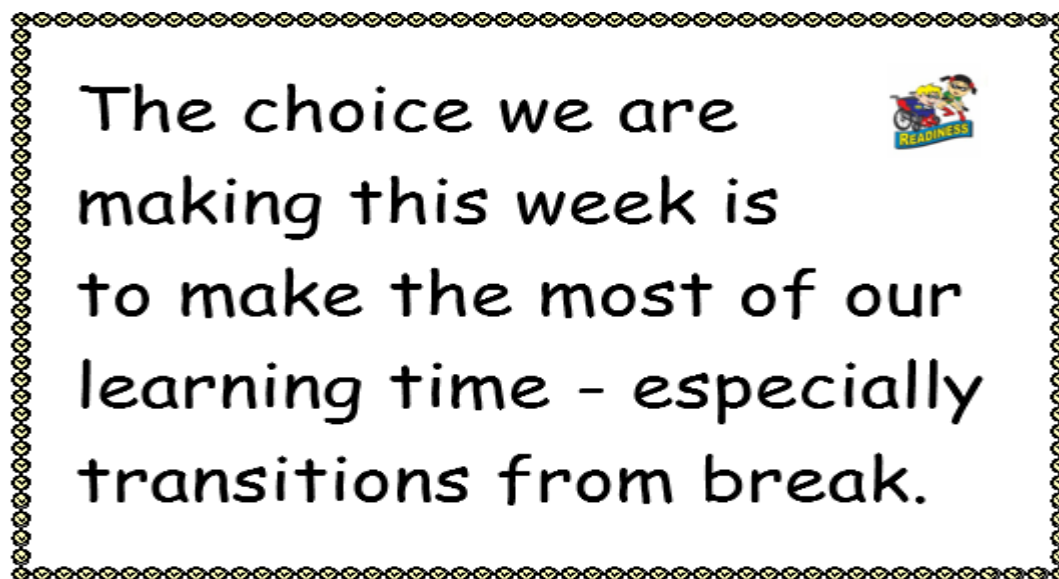 The choice we are
READINESS
making this week is
to make the most of our
learning time - especially
transitions from break.